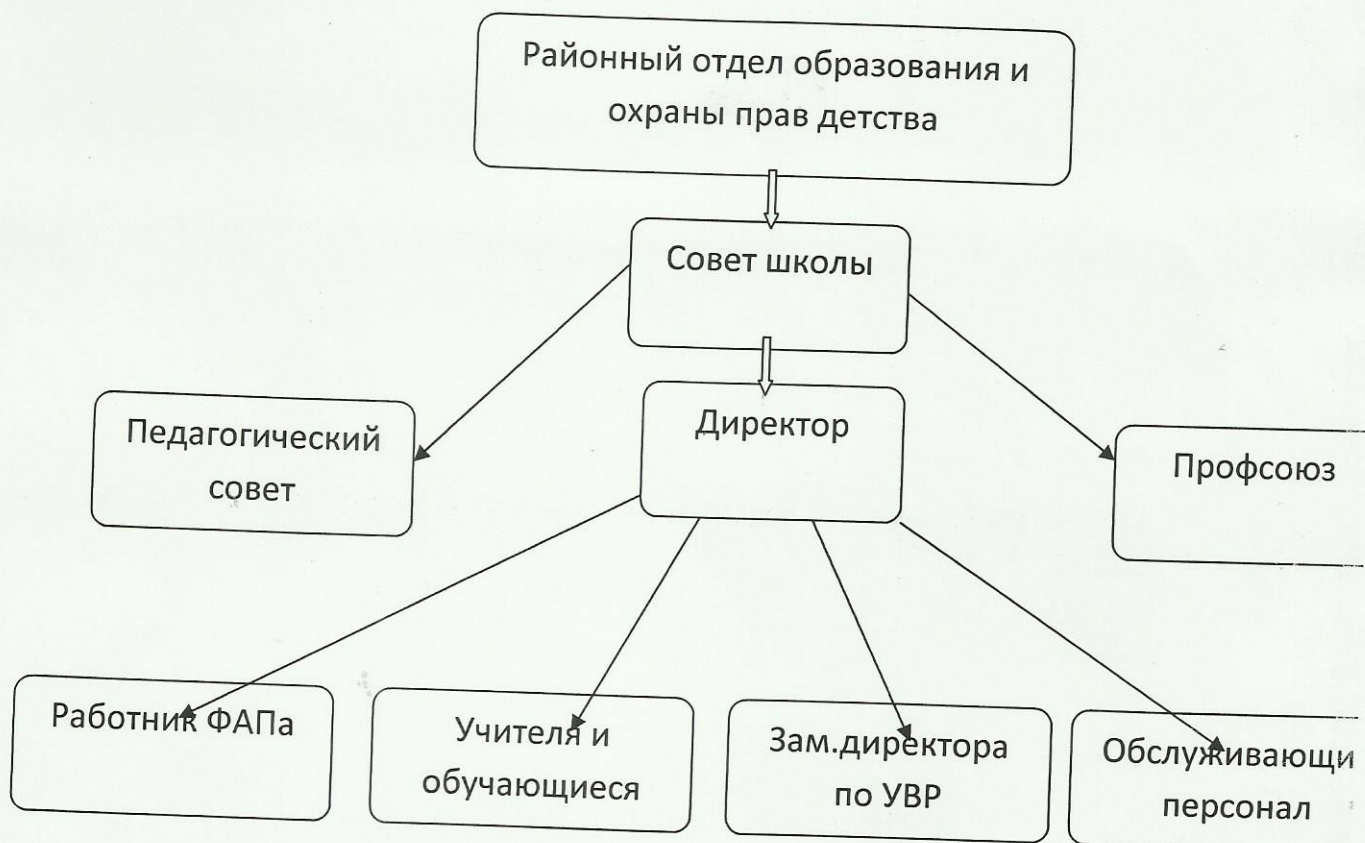 Районный отдел образования и
охраны прав детства
Совет школы
Педагогический
совет
Директор
Профсоюз
Работник ФАПа
Учителя и
обучающиеся
Зам.директора
по УВР
Обслуживающи
персонал